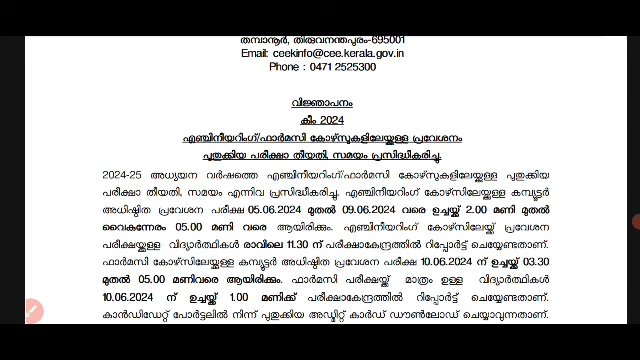 തമ്പാനൂർ, തിരുവനന്തപുരം-695001
Email: ceekinfo@cee.kerala.gov.in
Phone : 0471 2525300
വിജ്ഞാപനം
കീം 2024
എഞ്ചിനീയറിംഗ്/ഫാർമസി കോഴ്സുകളിലേയ്ക്കുള്ള പ്രവേശനം
പുതുക്കിയ പരീക്ഷാ തീയതി, സമയം പ്രസിദ്ധീകരിച്ചു.
2024-25 അധ്യയന വർഷത്തെ എഞ്ചിനീയറിംഗ്/ഫാർമസി കോഴ്സുകളിലേയ്ക്കുള്ള പുതുക്കിയ
പരീക്ഷാ തീയതി, സമയം എന്നിവ പ്രസിദ്ധീകരിച്ചു. എഞ്ചിനീയറിംഗ് കോഴ്സിലേയ്ക്കുള്ള കമ്പ്യൂട്ടർ
അധിഷ്ഠിത പ്രവേശന പരീക്ഷ 05.06.2024 മുതൽ 09.06.2024 വരെ ഉച്ചയ്ക്ക് 2.00 മണി മുതൽ
വൈകുന്നേരം 05.00 മണി വരെ ആയിരിക്കും. എഞ്ചിനീയറിംഗ് കോഴ്സിലേയ്ക്ക് പ്രവേശന
പരീക്ഷയക്കുള്ള വിദ്യാർത്ഥികൾ രാവിലെ 11.30 ന് പരീക്ഷാകേന്ദ്രത്തിൽ റിപ്പോർട്ട് ചെയ്യേണ്ടതാണ്.
ഫാർമസി കോഴ്സിലേയ്ക്കുള്ള കമ്പ്യൂട്ടർ അധിഷ്ഠിത പ്രവേശന പരീക്ഷ 10.06.2024 ന് ഉച്ചയ്ക്ക് 03.30
മുതൽ 05.00 മണിവരെ ആയിരിക്കും. ഫാർമസി പരീക്ഷയ്ക്ക് മാത്രം ഉള്ള വിദ്യാർത്ഥികൾ
10.06.2024 ന് ഉച്ചയ്ക്ക് 1.00 മണിക്ക് പരീക്ഷാകേന്ദ്രത്തിൽ റിപ്പോർട്ട് ചെയ്യേണ്ടതാണ്.
കാൻഡിഡേറ്റ് പോർട്ടലിൽ നിന്ന് പുതുക്കിയ അഡ്മിറ്റ് കാർഡ് ഡൗൺലോഡ് ചെയ്യാവുന്നതാണ്.